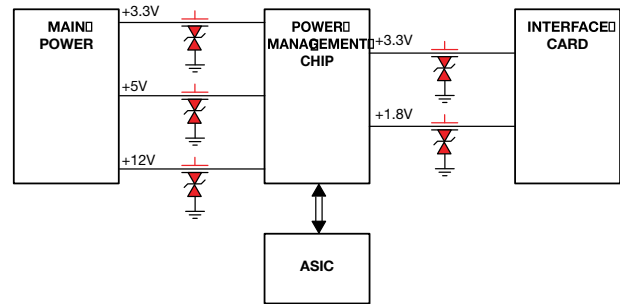 MAIN
POWER
+3.3V
+5V
+12V
POWER
MANAGEMENT
CHIP
+3.3V
+1.8V
INTERFACE
CARD
ASIC